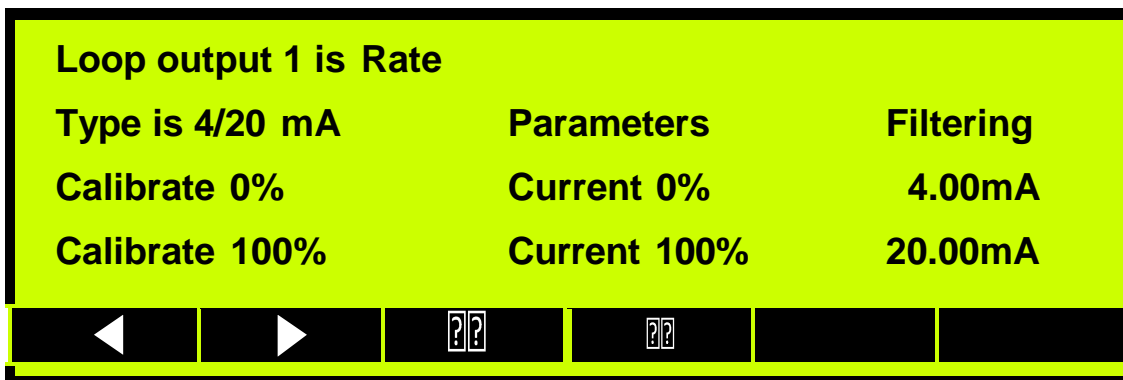 Loop output 1 is Rate
Type is 4/20 mA Parameters Filtering
Calibrate 0% Current 0% 4.00mA
Calibrate 100% Current 100% 20.00mA